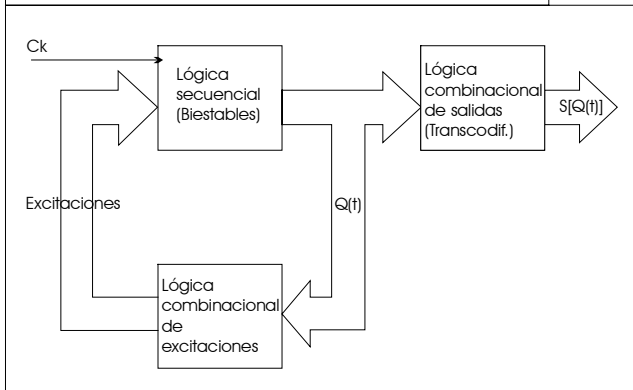 Ck
Lógica
secuencial
(Biestables)
Lógica
combinacional
de salidas
(Transcodif.)
S[Q(t)]
Excitaciones
Q(t)
Lógica
combinacional
de
excitaciones